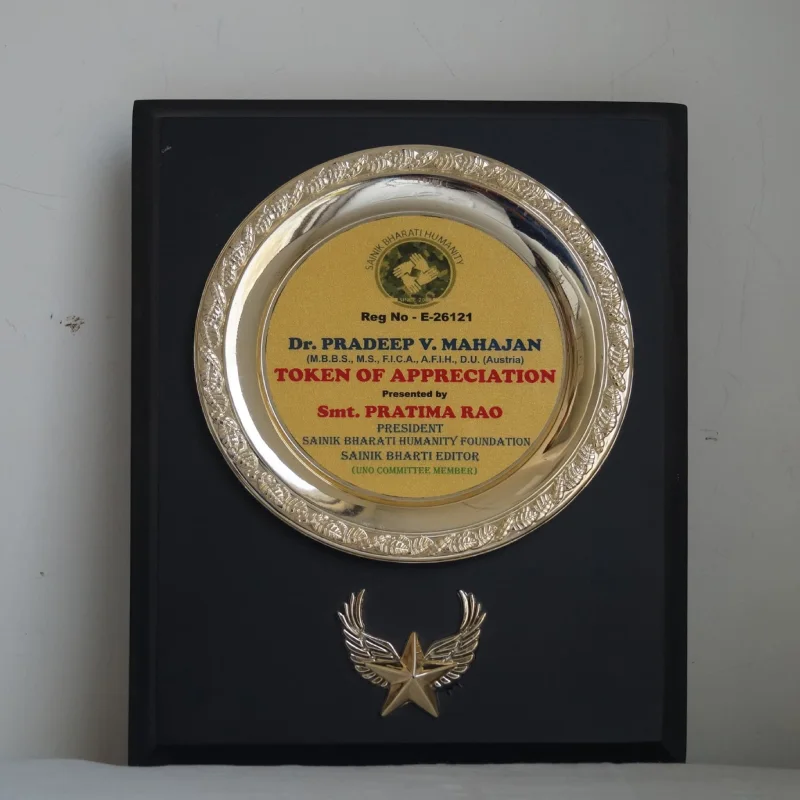 SAINIK BHARATI HUMANITY
Reg No - E-26121
Dr. PRADEEP V. MAHAJAN
(M.B.B.S., M.S., F.I.C.A., A.F.I.H., D.U. (Austria)
TOKEN OF APPRECIATION
Presented by
Smt. PRATIMA RAO
PRESIDENT
SAINIK BHARATI HUMANITY FOUNDATION
SAINIK BHARTI EDITOR
(UNO COMMITTEE MEMBER)